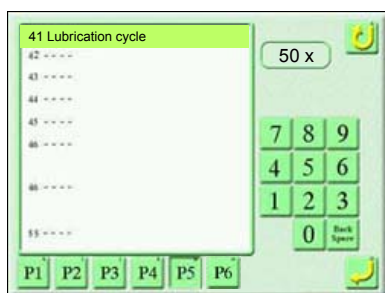 41 Lubrication cycle
42 - - - -
50 x
43 - - - -
44 - - - -
45 - - - -
46 - - - -
7 8 9
4 5 6
46 - - - -
1 2 3
55 - - - -
0 Back Space
P1 P2 P3 P4 P5 P6